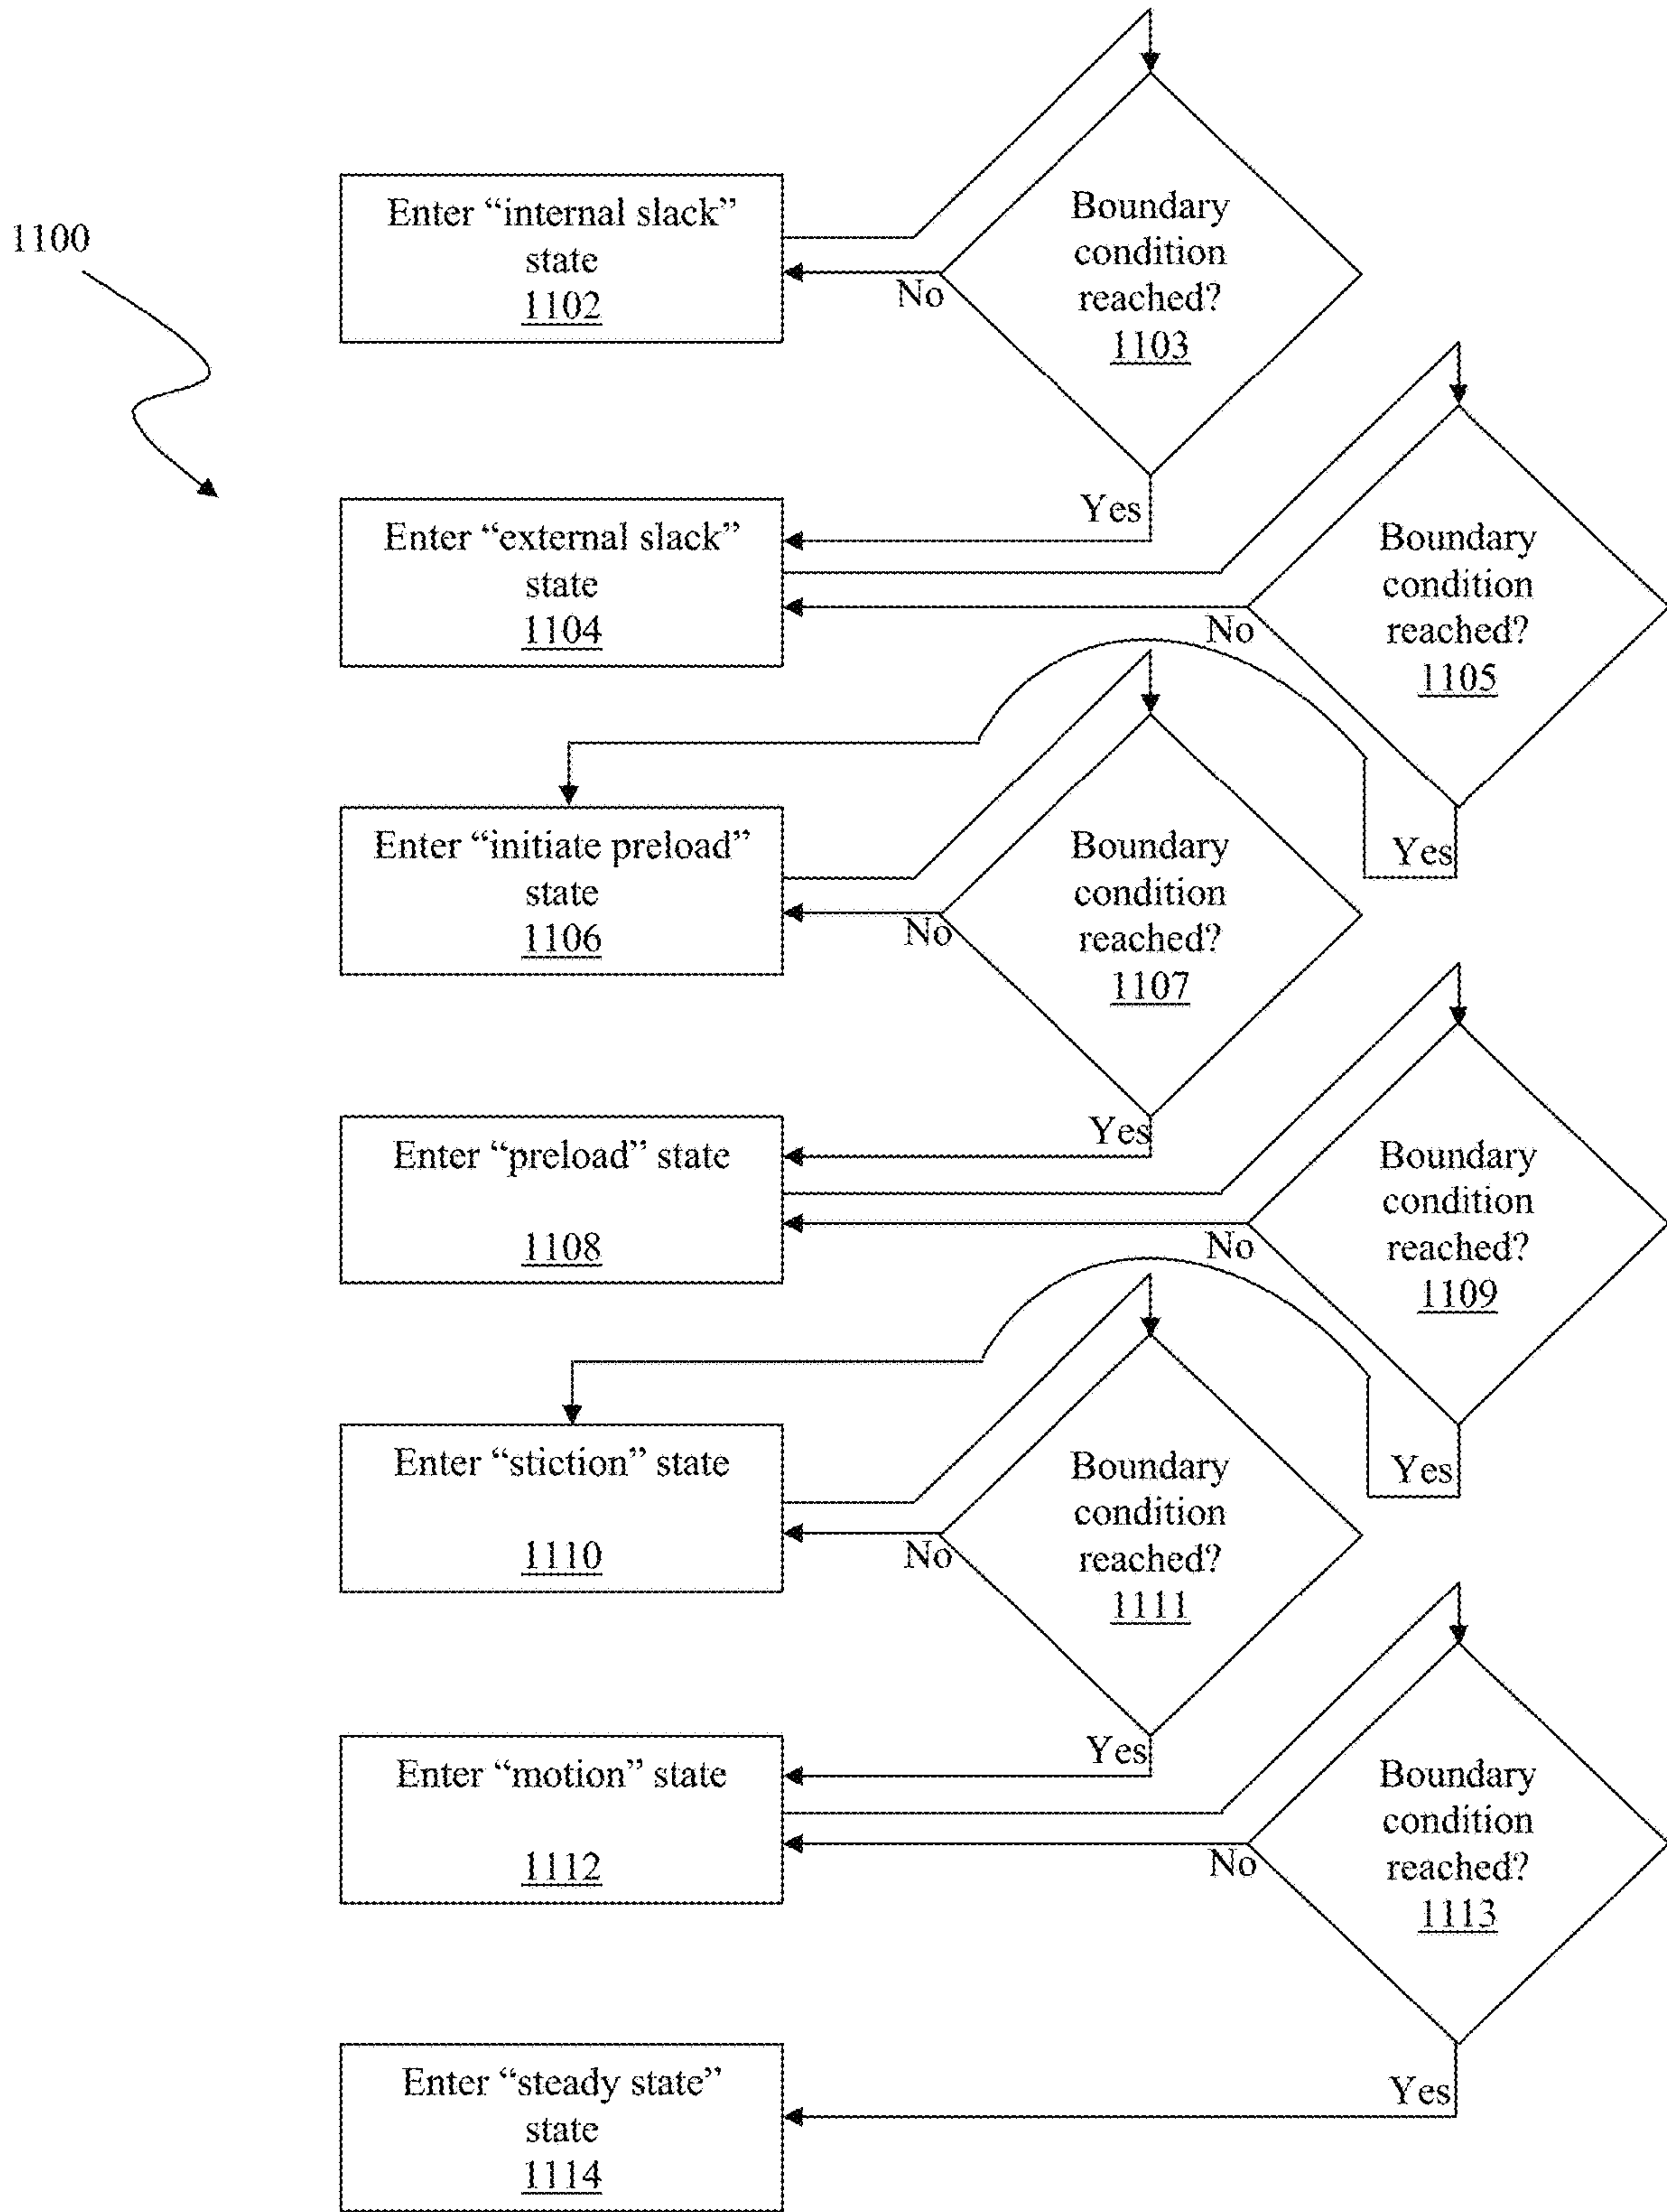 1100
Enter “internal slack”
state
1102
Boundary
condition
reached?
1103
No
Yes
Enter “external slack”
state
1104
Boundary
condition
reached?
1105
No
Yes
Enter “initiate preload”
state
1106
Boundary
condition
reached?
1107
No
Yes
Enter “preload” state
1108
Boundary
condition
reached?
1109
No
Yes
Enter “stiction” state
1110
Boundary
condition
reached?
1111
No
Yes
Enter “motion” state
1112
Boundary
condition
reached?
1113
No
Yes
Enter “steady state”
state
1114